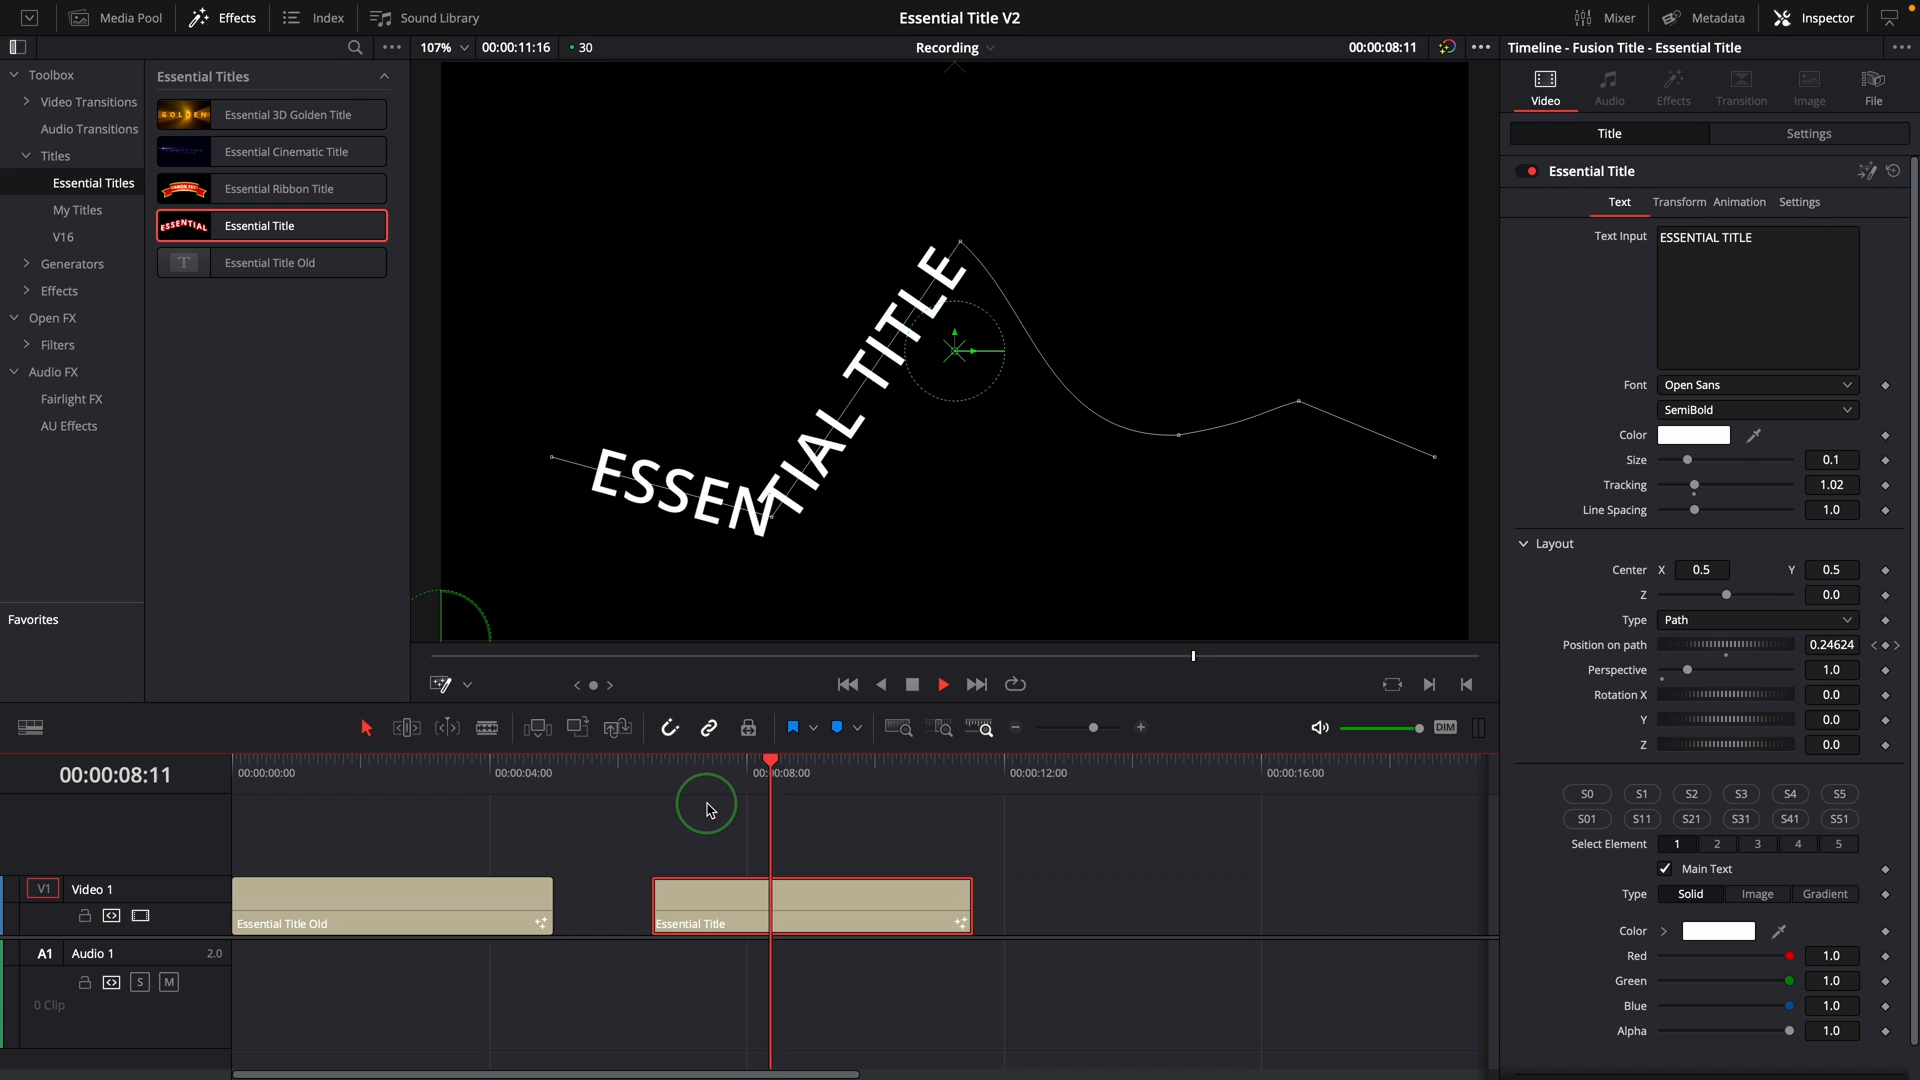 Media Pool Effects Index Sound Library Essential Title V2 Mixer Metadata Inspector
107% 00:00:11:16 30 Recording 00:00:08:11 Timeline - Fusion Title - Essential Title
Toolbox
Video Transitions
Audio Transitions
Titles
Essential Titles
My Titles
V16
Generators
Effects
Open FX
Filters
Audio FX
Fairlight FX
AU Effects
Favorites
Essential Titles
GOLDEN Essential 3D Golden Title
Essential Cinematic Title
Essential Ribbon Title
ESSENTIAL Essential Title
T Essential Title Old
ESSENTIAL TITLE
Video Audio Effects Transition Image File
Title Settings
Essential Title
Text Transform Animation Settings
Text Input ESSENTIAL TITLE
Font Open Sans
SemiBold
Color
Size 0.1
Tracking 1.02
Line Spacing 1.0
Layout
Center X 0.5 Y 0.5
Z 0.0
Type Path
Position on path 0.24624
Perspective 1.0
Rotation X 0.0
Y 0.0
Z 0.0
S0 S1 S2 S3 S4 S5
S01 S11 S21 S31 S41 S51
Select Element 1 2 3 4 5
Main Text
Type Solid Image Gradient
Color
Red 1.0
Green 1.0
Blue 1.0
Alpha 1.0
DIM
00:00:08:11
00:00:00:00 00:00:04:00 00:00:08:00 00:00:12:00 00:00:16:00
V1 Video 1
Essential Title Old Essential Title
A1 Audio 1 2.0
S M
0 Clip